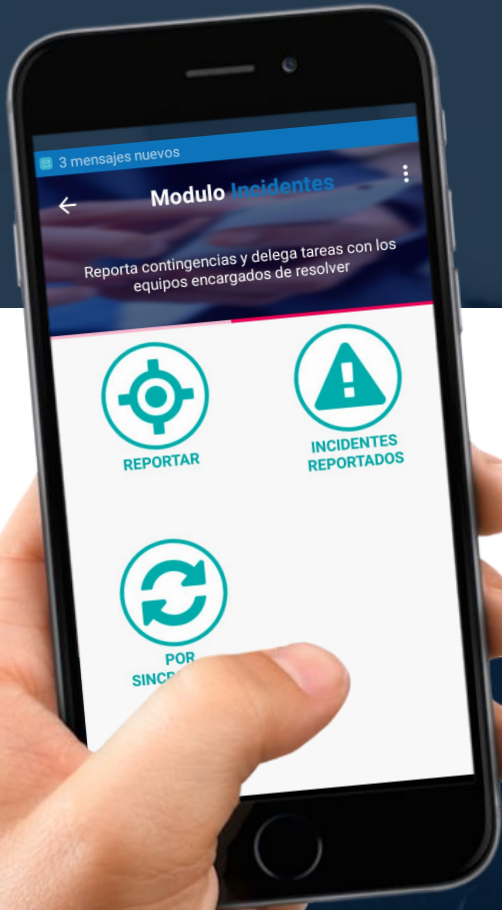 3 mensajes nuevos
Modulo Incidentes
Reporta contingencias y delega tareas con los
equipos encargados de resolver
REPORTAR
INCIDENTES
REPORTADOS
POR